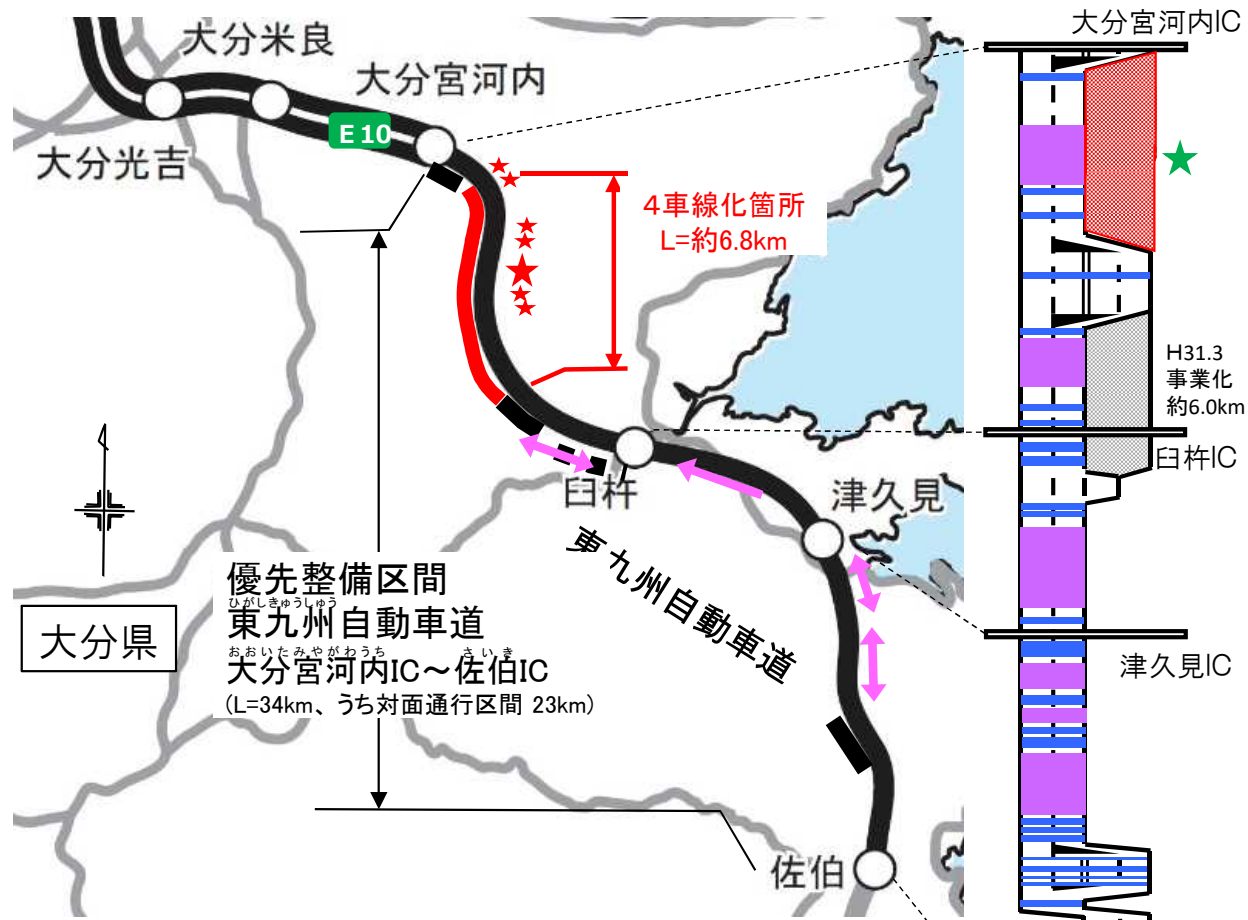 大分宮河内IC
大分米良
大分宮河内
E10
大分光吉
4車線化箇所
L=約6.8km
H31.3
事業化
約6.0km
臼杵IC
臼杵
津久見
東九州自動車道
優先整備区間
ひがしきゅうしゅう
東九州自動車道
おおいたみやがわうち さいき
大分宮河内IC～佐伯IC
(L=34km、うち対面通行区間 23km)
大分県
津久見IC
佐伯